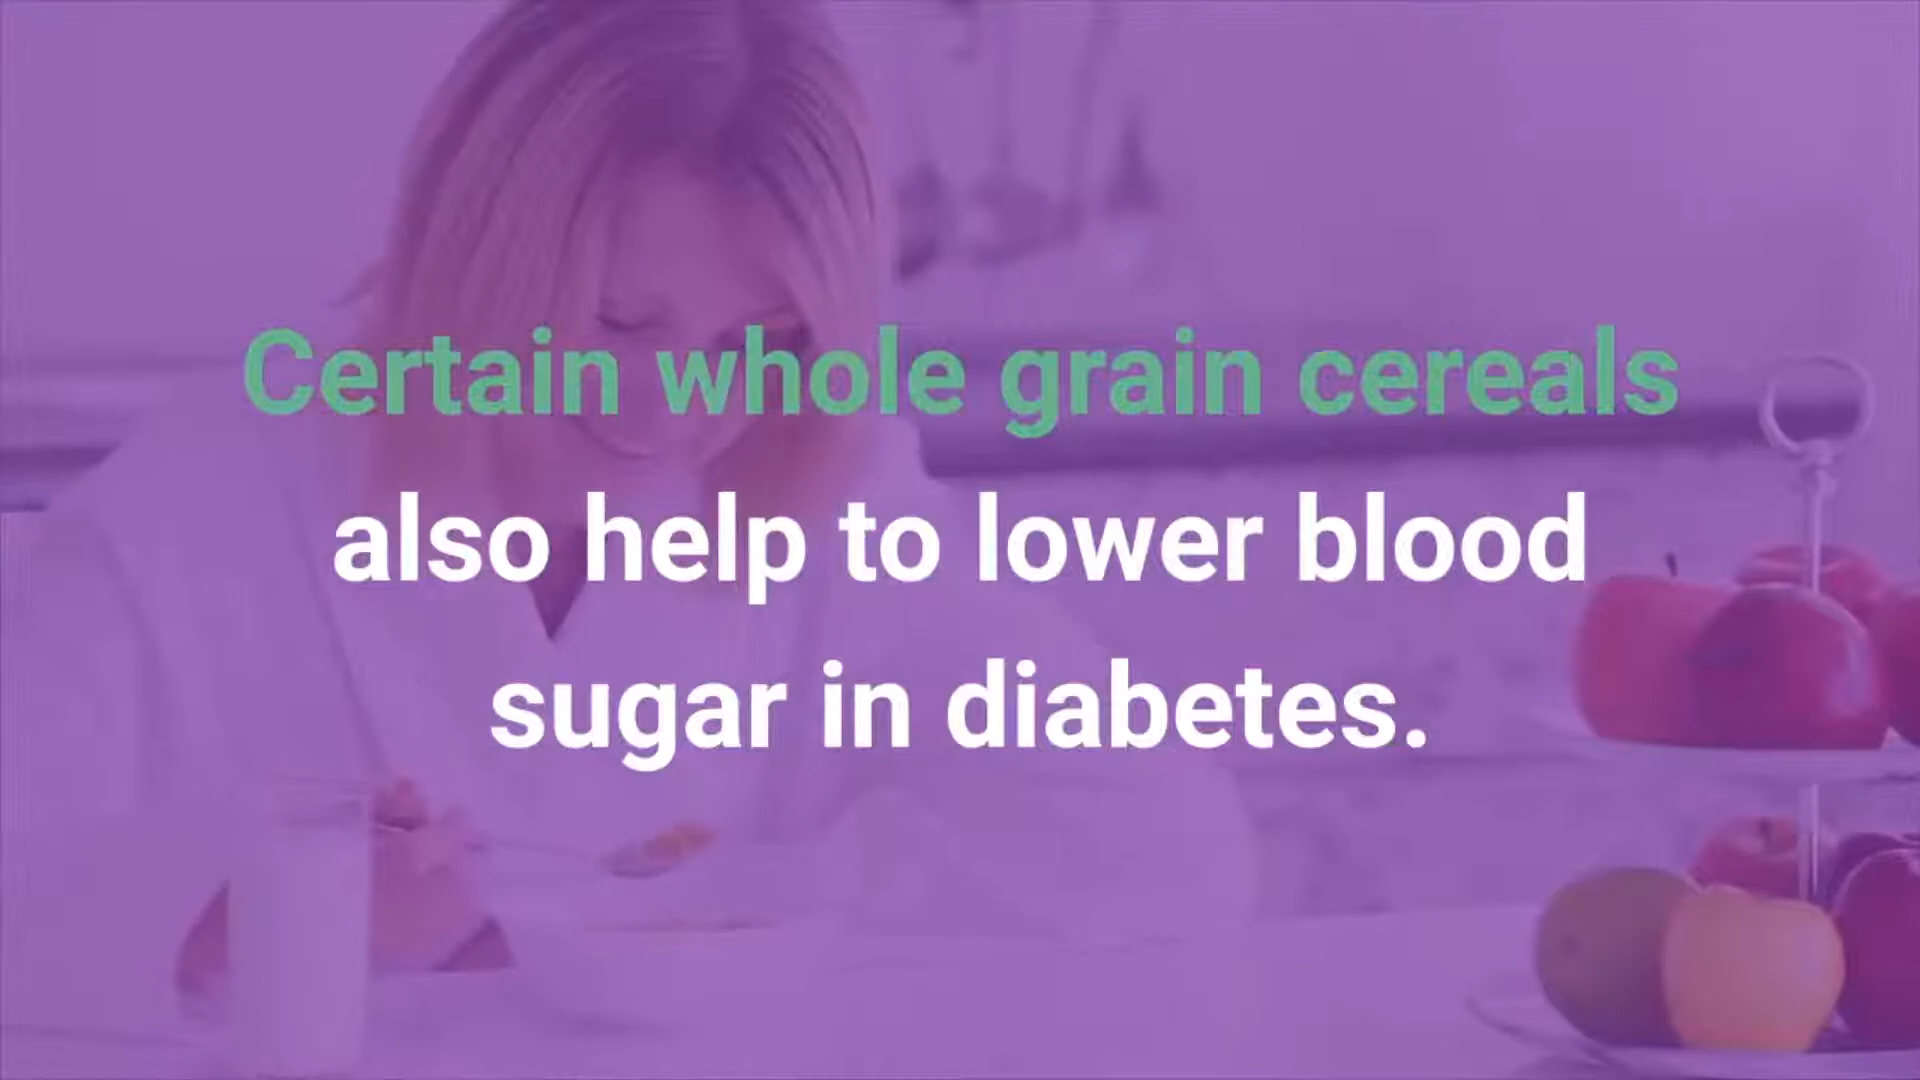 Certain whole grain cereals
also help to lower blood
sugar in diabetes.